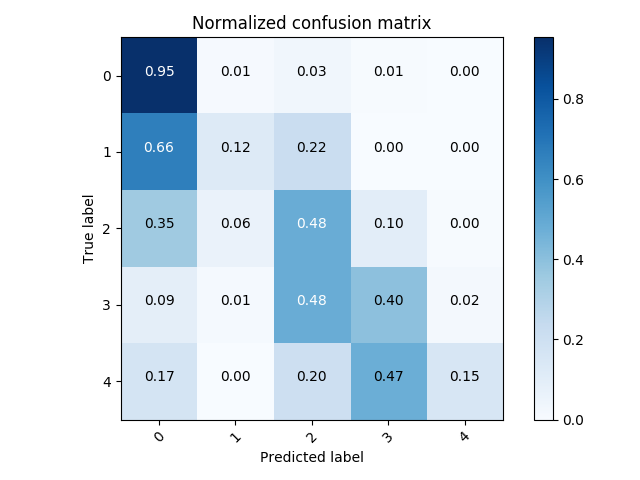 Normalized confusion matrix
0 0.95 0.01 0.03 0.01 0.00
1 0.66 0.12 0.22 0.00 0.00
2 0.35 0.06 0.48 0.10 0.00
3 0.09 0.01 0.48 0.40 0.02
4 0.17 0.00 0.20 0.47 0.15
0 1 2 3 4
Predicted label
True label
0.8
0.6
0.4
0.2
0.0